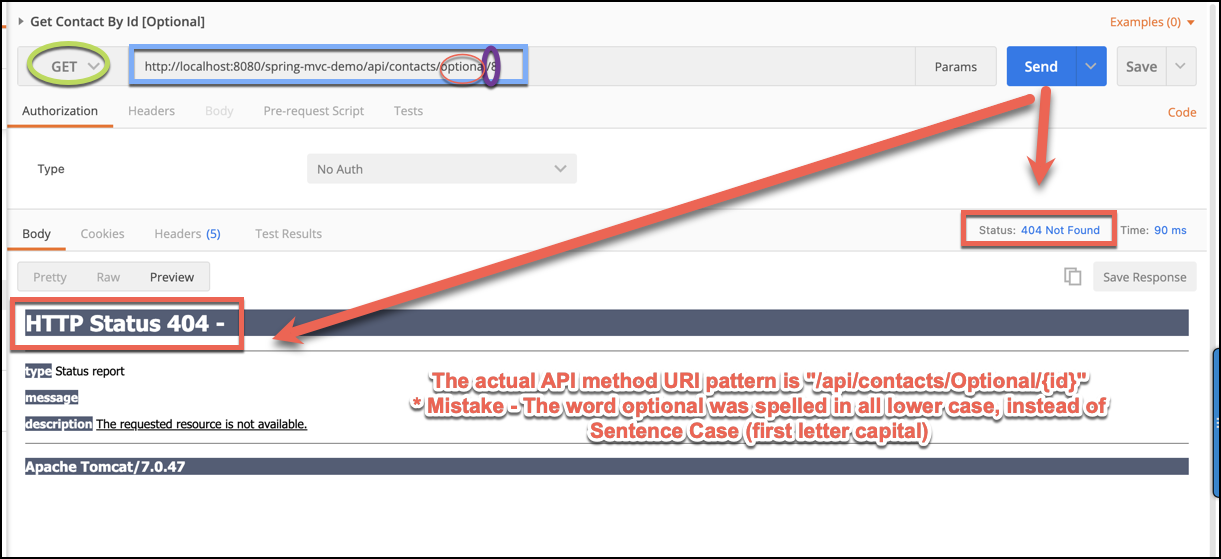 Get Contact By Id [Optional]
Examples (0)
GET
http://localhost:8080/spring-mvc-demo/api/contacts/optional/8
Params
Send
Save
Authorization
Headers
Body
Pre-request Script
Tests
Code
Type
No Auth
Body
Cookies
Headers (5)
Test Results
Status: 404 Not Found
Time: 90 ms
Pretty
Raw
Preview
Save Response
HTTP Status 404 -
type Status report
message
description The requested resource is not available.
The actual API method URI pattern is "/api/contacts/Optional/{id}"
* Mistake - The word optional was spelled in all lower case, instead of
Sentence Case (first letter capital)
Apache Tomcat/7.0.47